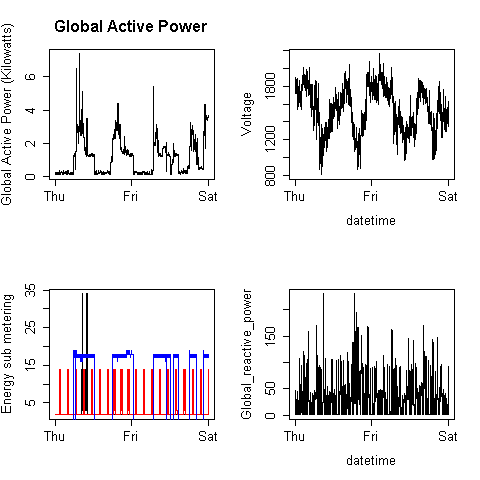 Global Active Power
Global Active Power (Kilowatts)
0 2 4 6
Thu Fri Sat
Voltage
800 1200 1800
Thu Fri Sat
datetime
Energy sub metering
5 15 25 35
Thu Fri Sat
Global_reactive_power
0 50 150
Thu Fri Sat
datetime